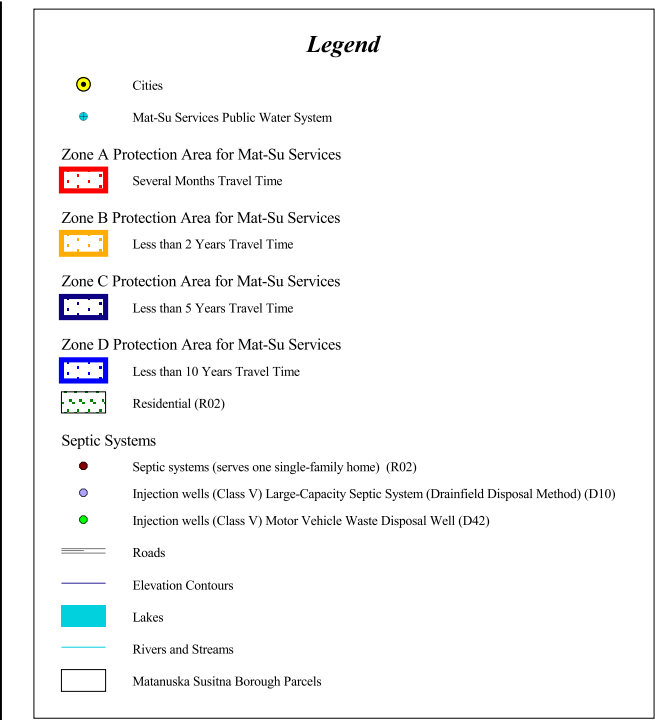 Legend
Cities
Mat-Su Services Public Water System
Zone A Protection Area for Mat-Su Services
Several Months Travel Time
Zone B Protection Area for Mat-Su Services
Less than 2 Years Travel Time
Zone C Protection Area for Mat-Su Services
Less than 5 Years Travel Time
Zone D Protection Area for Mat-Su Services
Less than 10 Years Travel Time
Residential (R02)
Septic Systems
Septic systems (serves one single-family home) (R02)
Injection wells (Class V) Large-Capacity Septic System (Drainfield Disposal Method) (D10)
Injection wells (Class V) Motor Vehicle Waste Disposal Well (D42)
Roads
Elevation Contours
Lakes
Rivers and Streams
Matanuska Susitna Borough Parcels